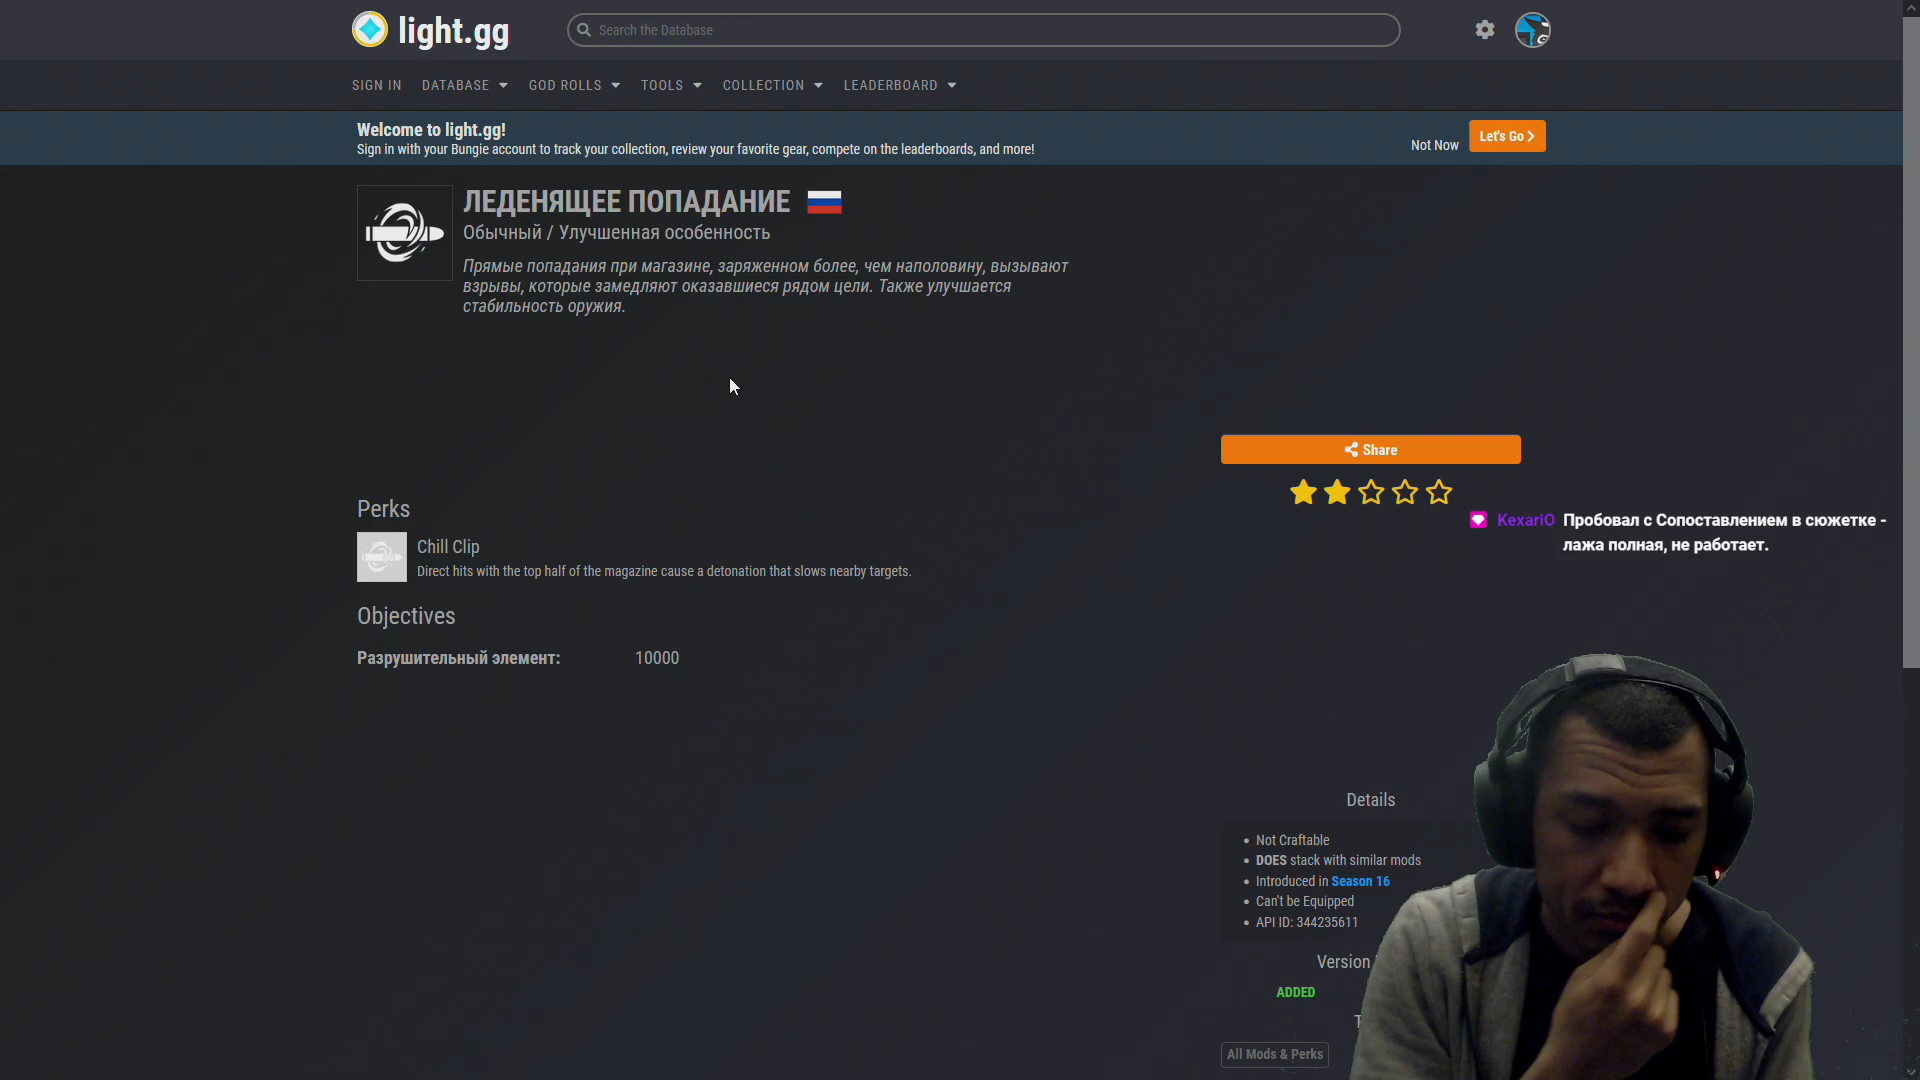 light.gg
Search the Database
SIGN IN
DATABASE
GOD ROLLS
TOOLS
COLLECTION
LEADERBOARD
Welcome to light.gg!
Sign in with your Bungie account to track your collection, review your favorite gear, compete on the leaderboards, and more!
Not Now
Let's Go
ЛЕДЕНЯЩЕЕ ПОПАДАНИЕ
Обычный / Улучшенная особенность
Прямые попадания при магазине, заряженном более, чем наполовину, вызывают
взрывы, которые замедляют оказавшиеся рядом цели. Также улучшается
стабильность оружия.
Share
KexariO Пробовал с Сопоставлением в сюжетке -
лажа полная, не работает.
Perks
Chill Clip
Direct hits with the top half of the magazine cause a detonation that slows nearby targets.
Objectives
Разрушительный элемент: 10000
Details
Not Craftable
DOES stack with similar mods
Introduced in Season 16
Can't be Equipped
API ID: 344235611
Version
ADDED
All Mods & Perks